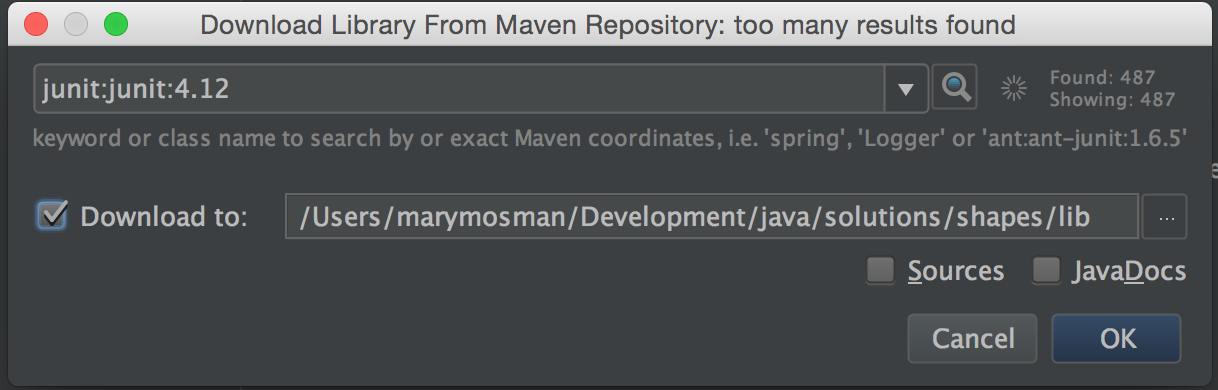 Download Library From Maven Repository: too many results found
junit:junit:4.12
Found: 487
Showing: 487
keyword or class name to search by or exact Maven coordinates, i.e. 'spring', 'Logger' or 'ant:ant-junit:1.6.5'
Download to: /Users/marymosman/Development/java/solutions/shapes/lib ...
Sources JavaDocs
Cancel OK